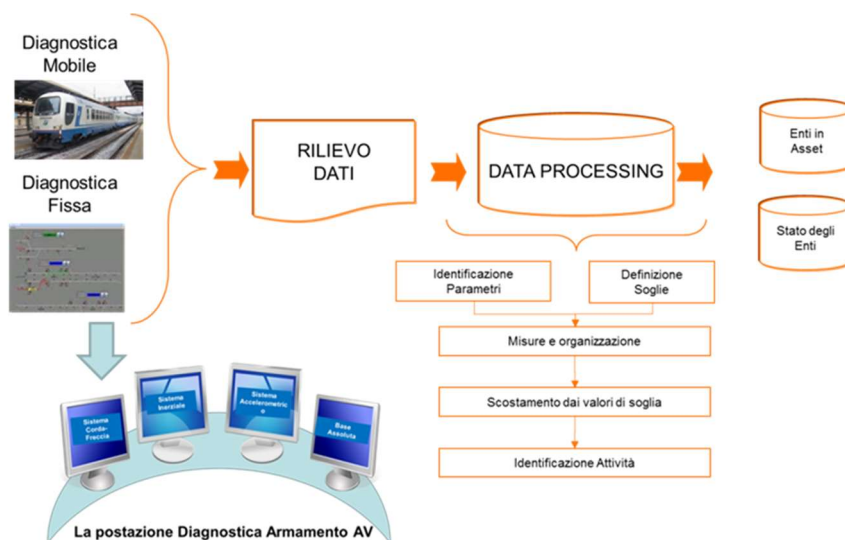 Diagnostica
Mobile
Diagnostica
Fissa
RILIEVO
DATI
DATA PROCESSING
Enti in
Asset
Stato degli
Enti
Identificazione
Parametri
Definizione
Soglie
Misure e organizzazione
Scostamento dai valori di soglia
Identificazione Attività
Sistema
Corda-
Freccia
Sistema
Inerziale
Sistema
Accelerometric
o
Base
Assoluta
La postazione Diagnostica Armamento AV